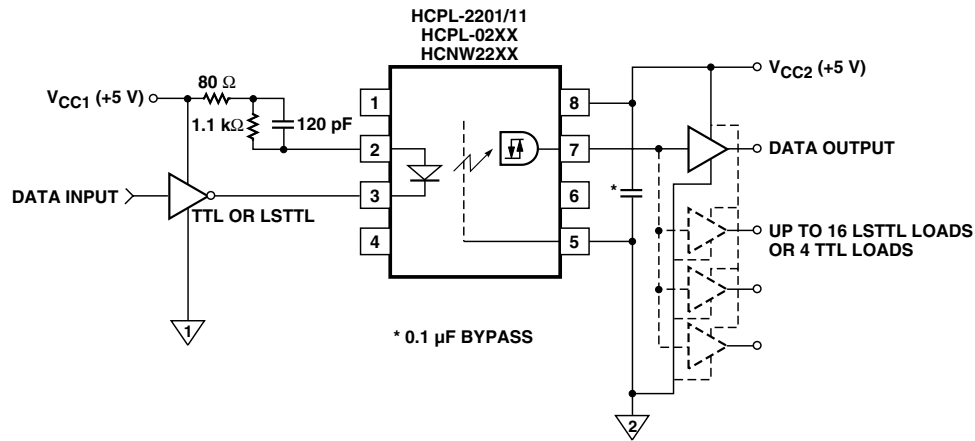 HCPL-2201/11
HCPL-02XX
HCNW22XX
VCC1 (+5 V)
80 Ω
1.1 kΩ
120 pF
DATA INPUT
TTL OR LSTTL
1
2
3
4
8
7
6
5
*
VCC2 (+5 V)
DATA OUTPUT
UP TO 16 LSTTL LOADS
OR 4 TTL LOADS
1
* 0.1 µF BYPASS
2